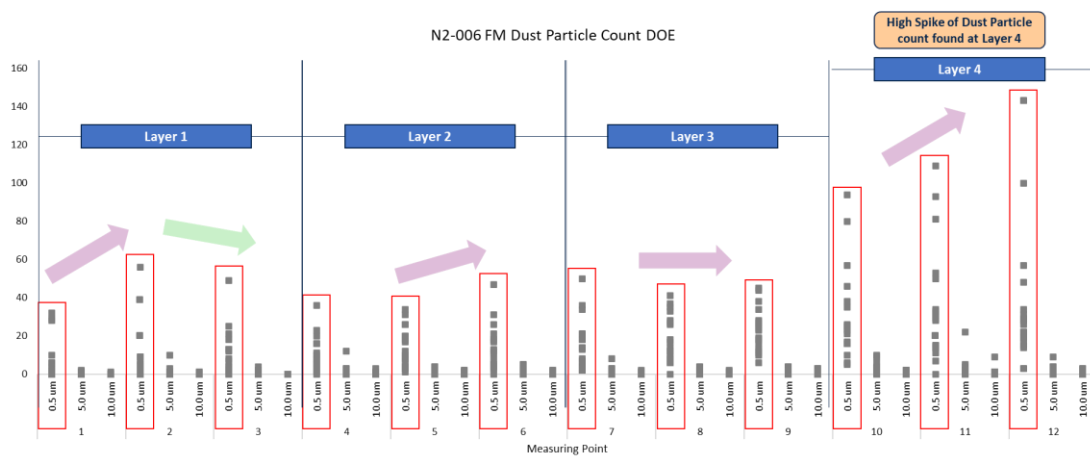 N2-006 FM Dust Particle Count DOE
High Spike of Dust Particle
count found at Layer 4
160
140
120
100
80
60
40
20
0
Layer 1
Layer 2
Layer 3
Layer 4
0.5 um
5.0 um
10.0 um
0.5 um
5.0 um
10.0 um
0.5 um
5.0 um
10.0 um
0.5 um
5.0 um
10.0 um
0.5 um
5.0 um
10.0 um
0.5 um
5.0 um
10.0 um
0.5 um
5.0 um
10.0 um
0.5 um
5.0 um
10.0 um
0.5 um
5.0 um
10.0 um
0.5 um
5.0 um
10.0 um
0.5 um
5.0 um
10.0 um
0.5 um
5.0 um
10.0 um
1
2
3
4
5
6
7
8
9
10
11
12
Measuring Point